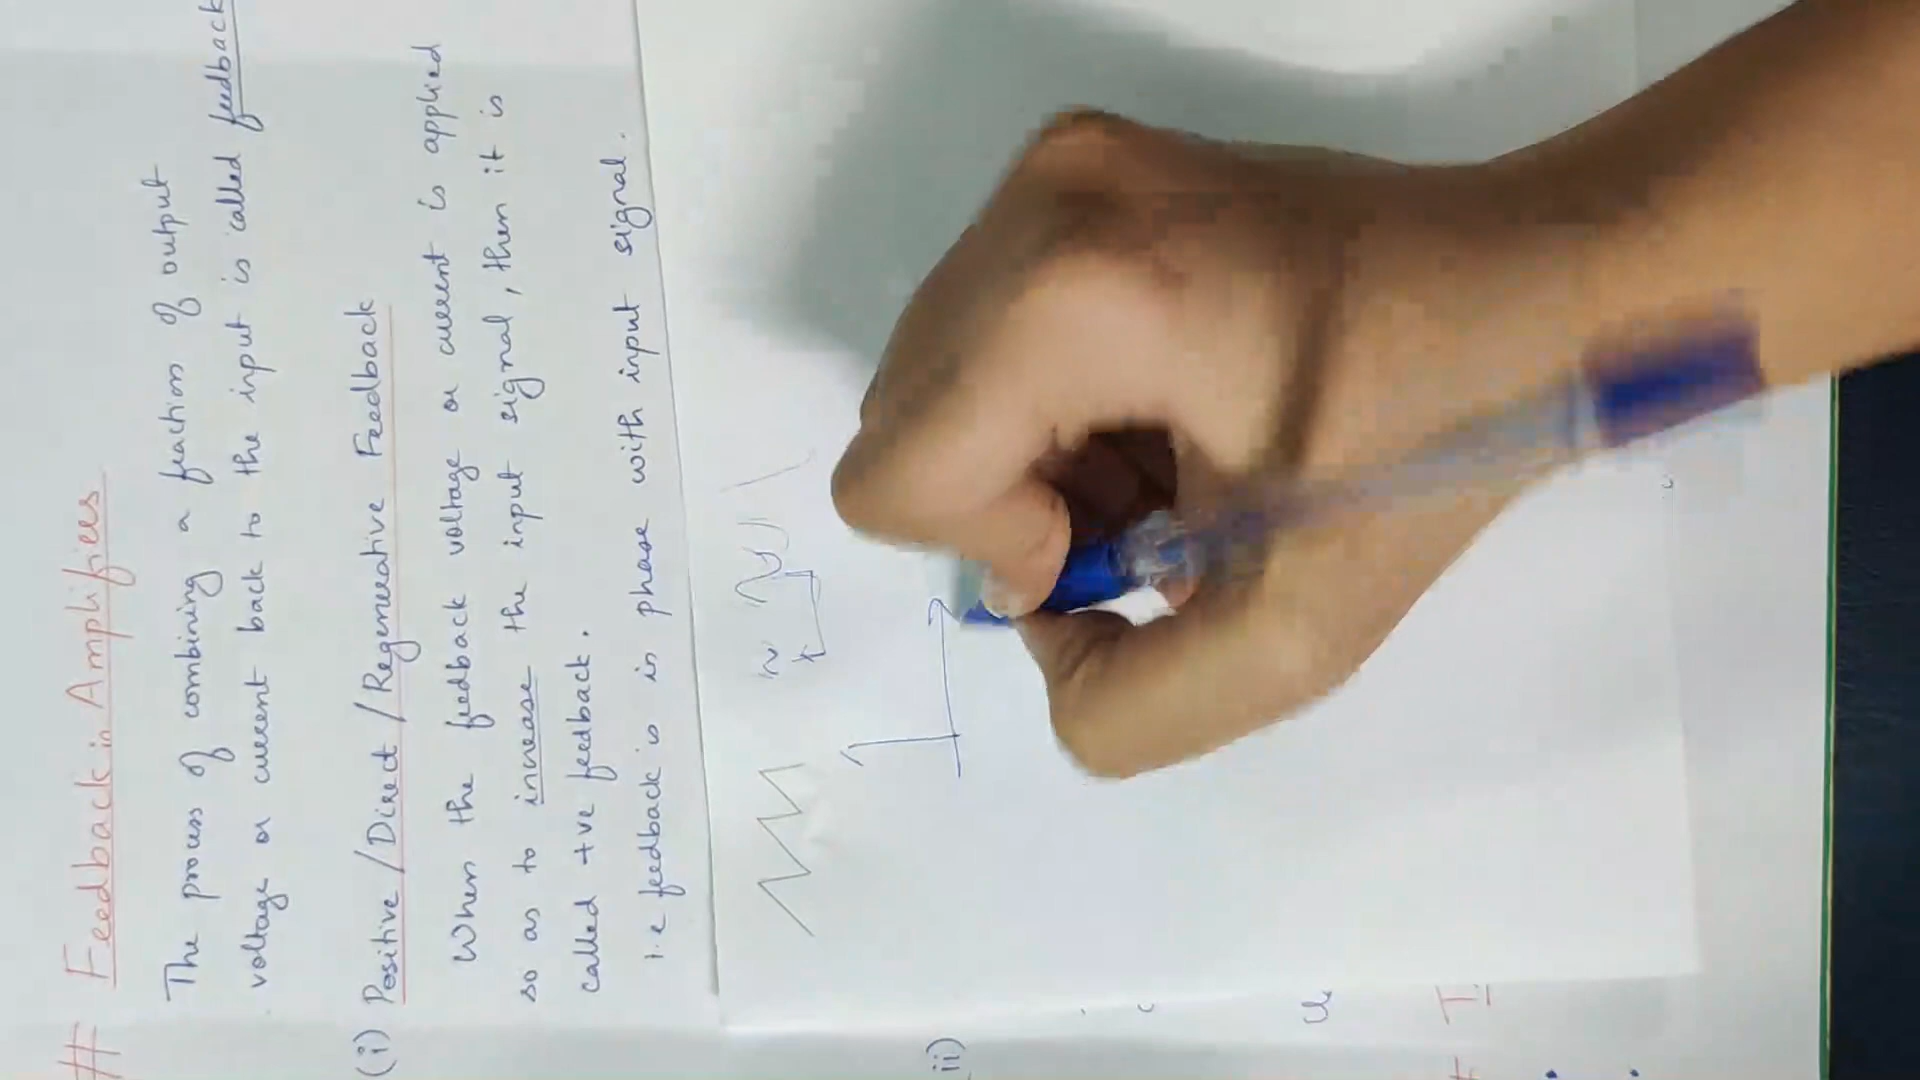 # Feedback in Amplifiers
The process of combining a fraction of output
voltage or current back to the input is called feedback
(i) Positive/Direct/Regenerative Feedback
When the feedback voltage or current is applied
so as to increase the input signal, then it is
called +ve feedback.
i.e feedback is in phase with input signal.
ii)